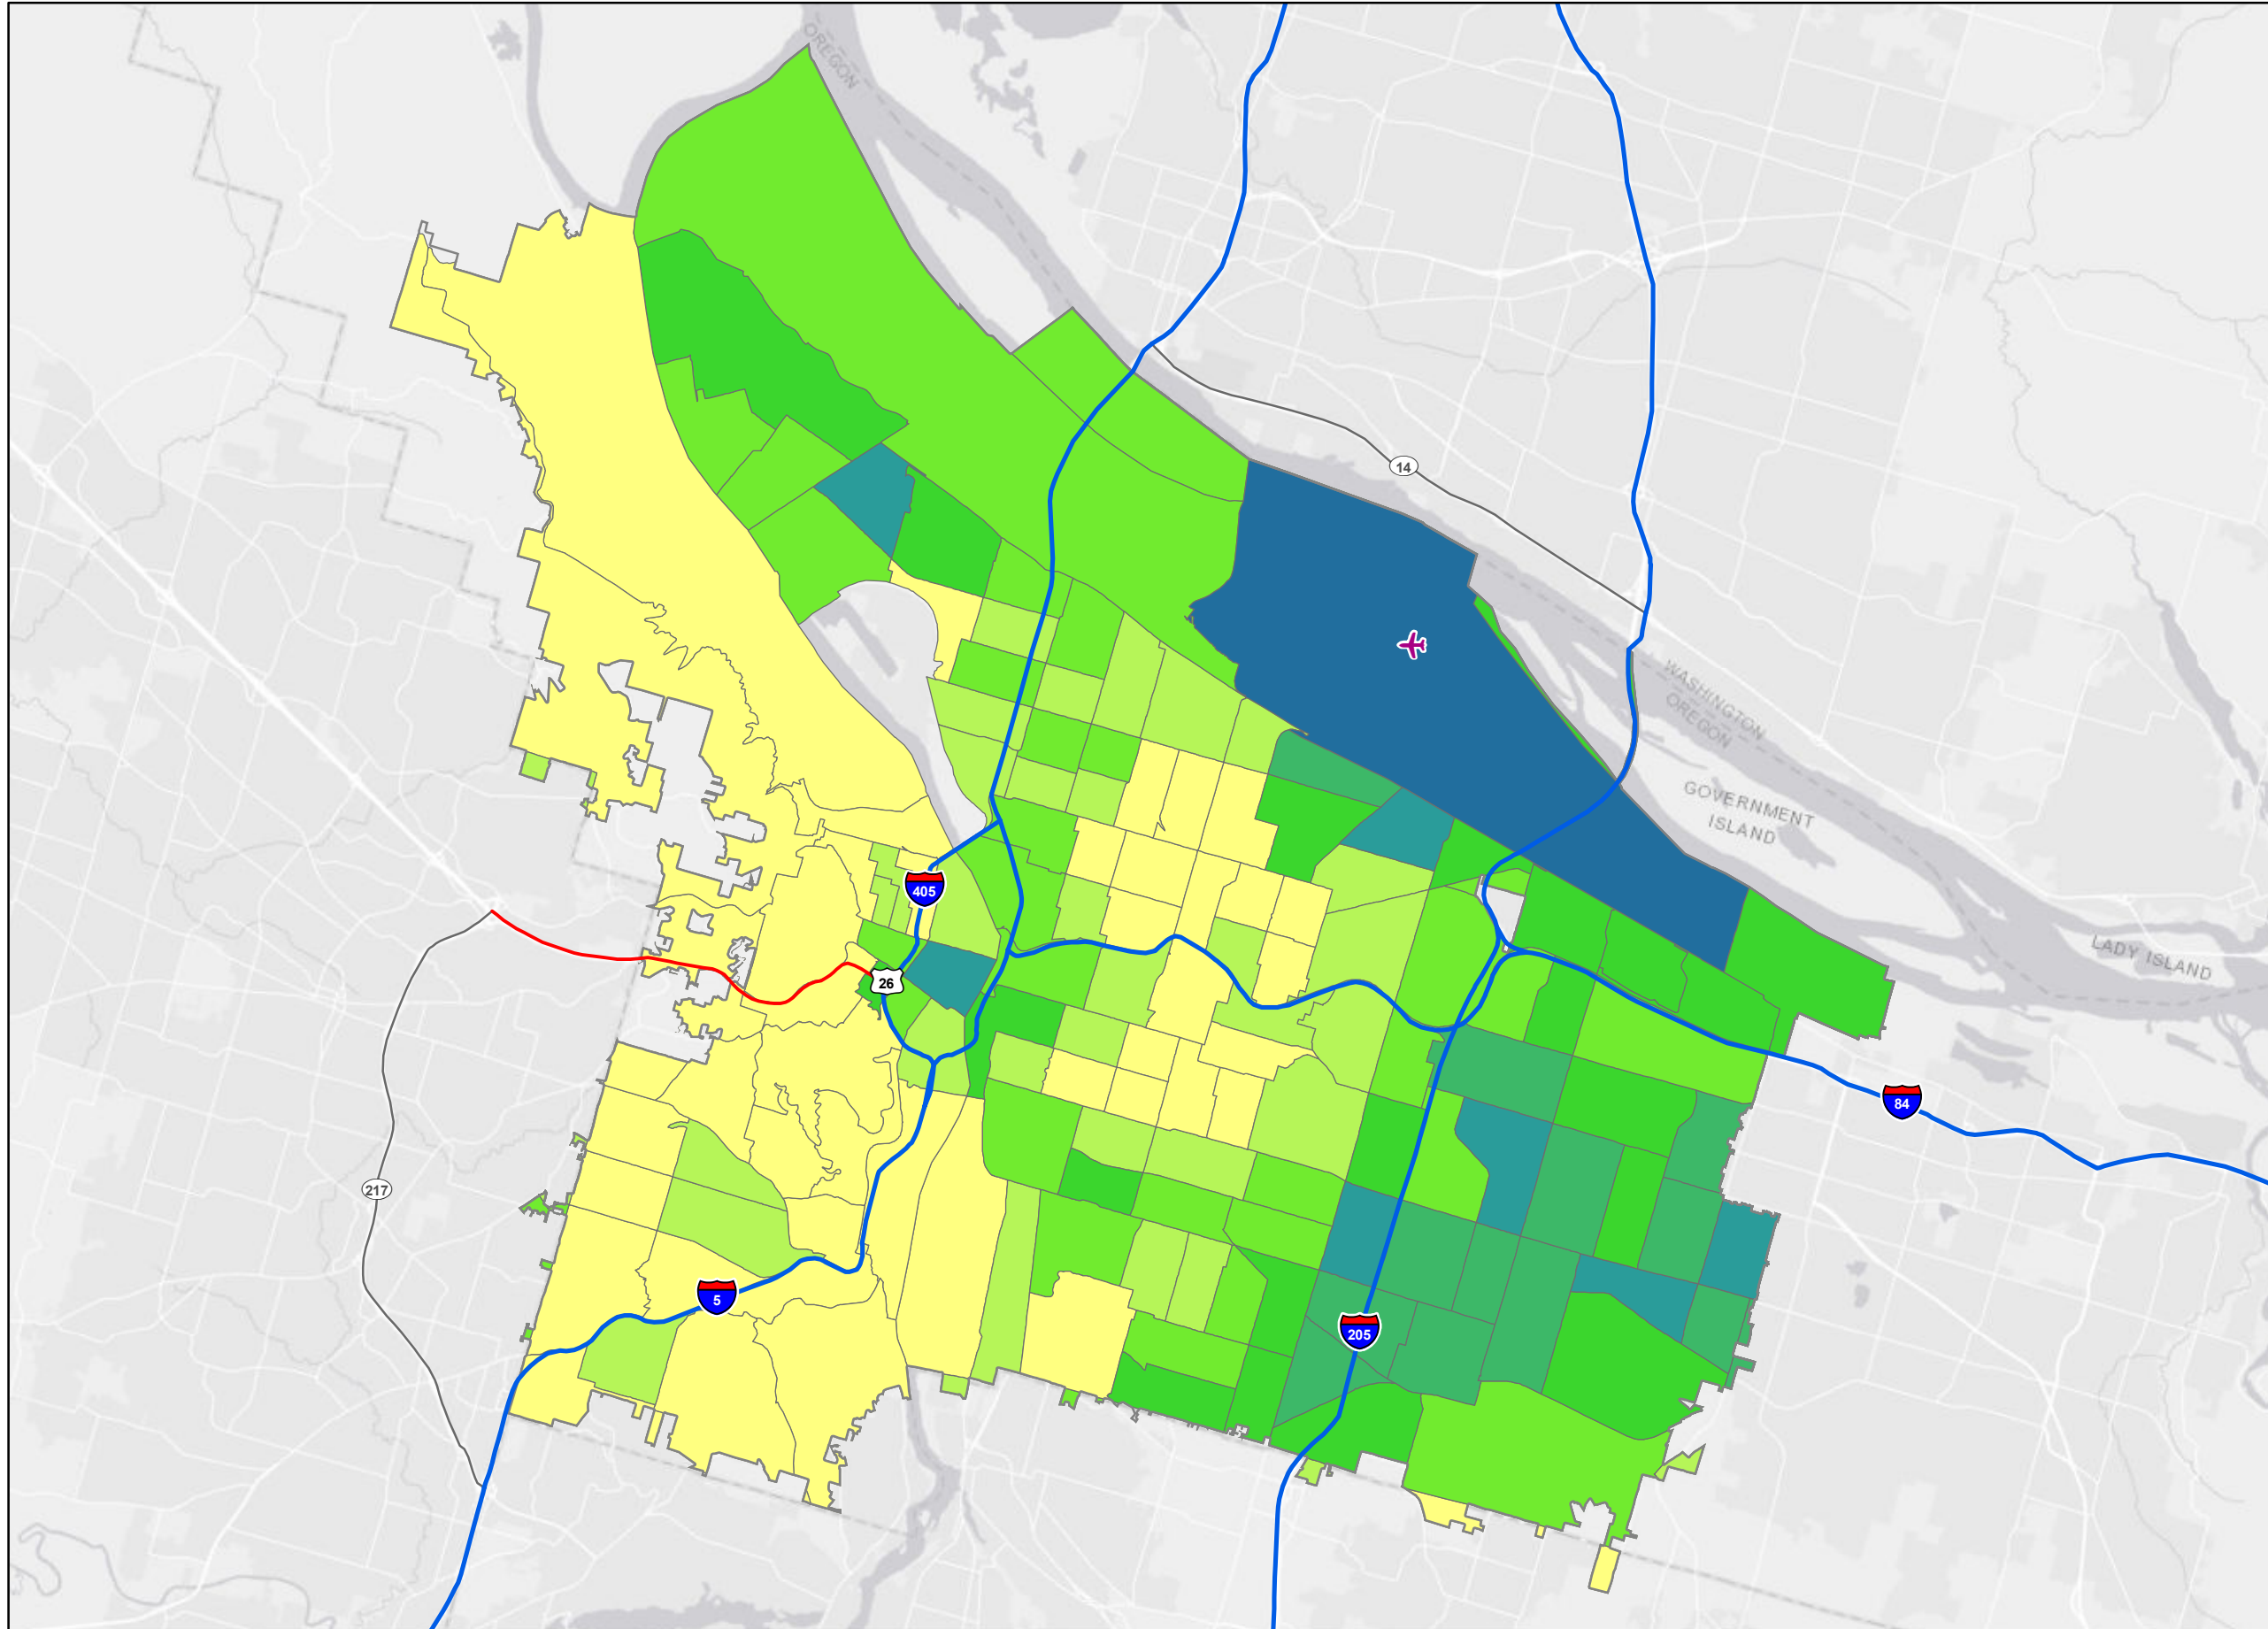 OREGON
14
WASHINGTON
OREGON
GOVERNMENT
ISLAND
405
LADY ISLAND
26
84
217
5
205